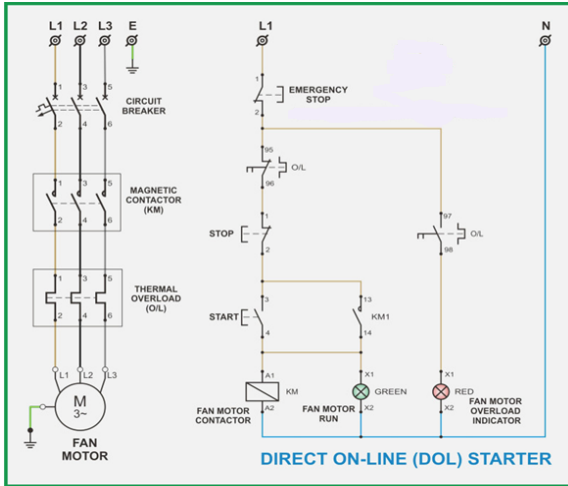 L1 L2 L3 E L1 N
1 3 5
CIRCUIT
BREAKER
2 4 6
1
EMERGENCY
STOP
2
95
O/L
96
97
O/L
98
1 3 5
MAGNETIC
CONTACTOR
(KM)
2 4 6
1
STOP
2
1 3 5
THERMAL
OVERLOAD
(O/L)
2 4 6
3
START
4
13
KM1
14
L1 L2 L3
M
3~
FAN
MOTOR
A1
KM
A2
FAN MOTOR
CONTACTOR
X1
GREEN
X2
FAN MOTOR
RUN
X1
RED
X2
FAN MOTOR
OVERLOAD
INDICATOR
DIRECT ON-LINE (DOL) STARTER